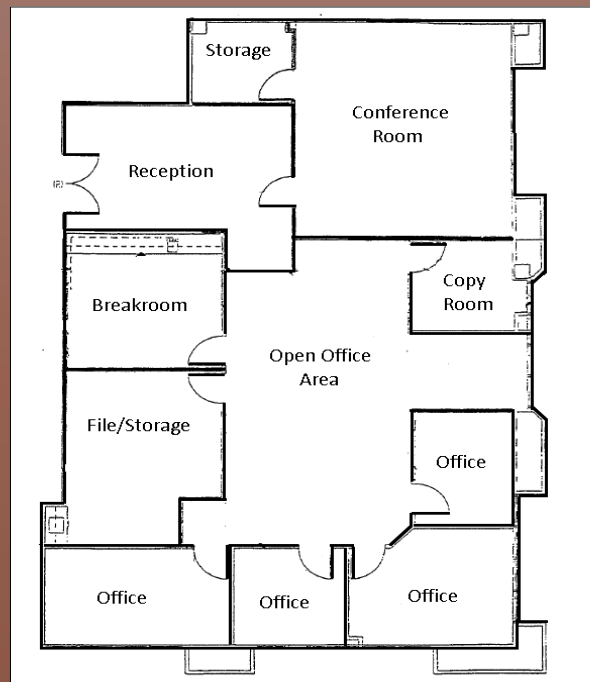 Storage
Conference
Room
Reception
Copy
Room
Breakroom
Open Office
Area
File/Storage
Office
Office
Office
Office